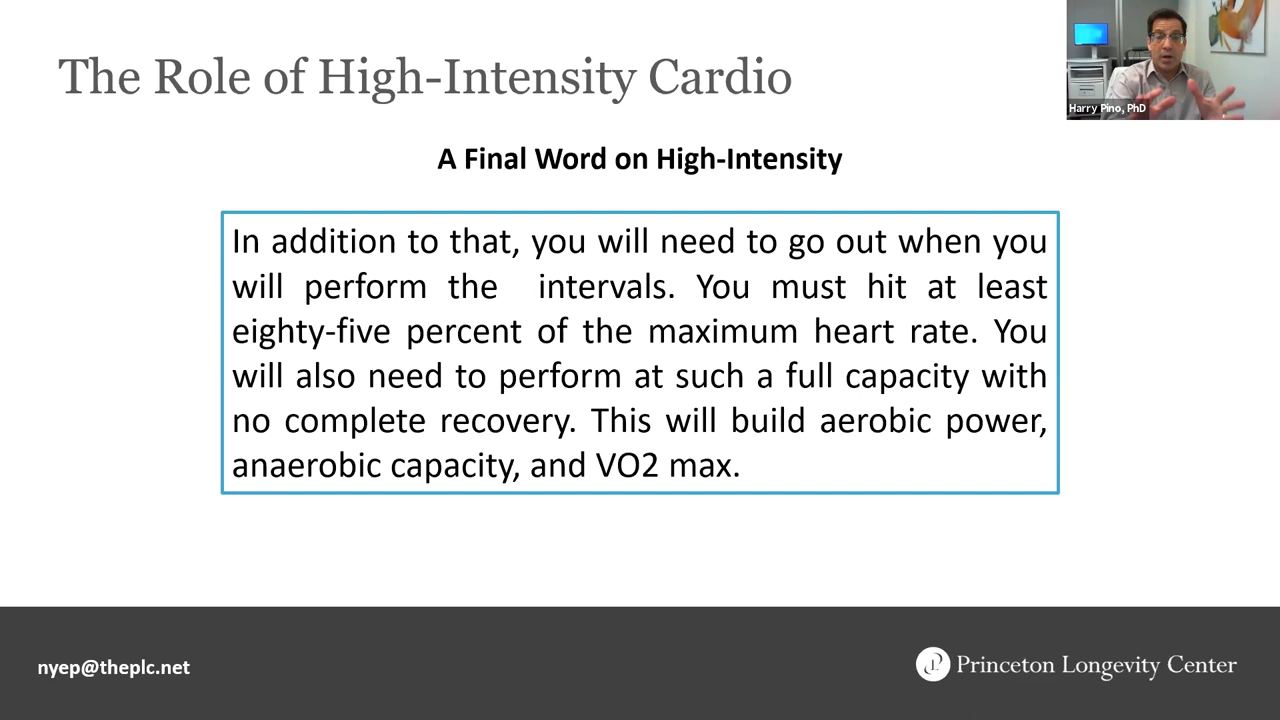 The Role of High-Intensity Cardio
Harry Pino, PhD
A Final Word on High-Intensity
In addition to that, you will need to go out when you
will perform the intervals. You must hit at least
eighty-five percent of the maximum heart rate. You
will also need to perform at such a full capacity with
no complete recovery. This will build aerobic power,
anaerobic capacity, and VO2 max.
nyep@theplc.net
Princeton Longevity Center